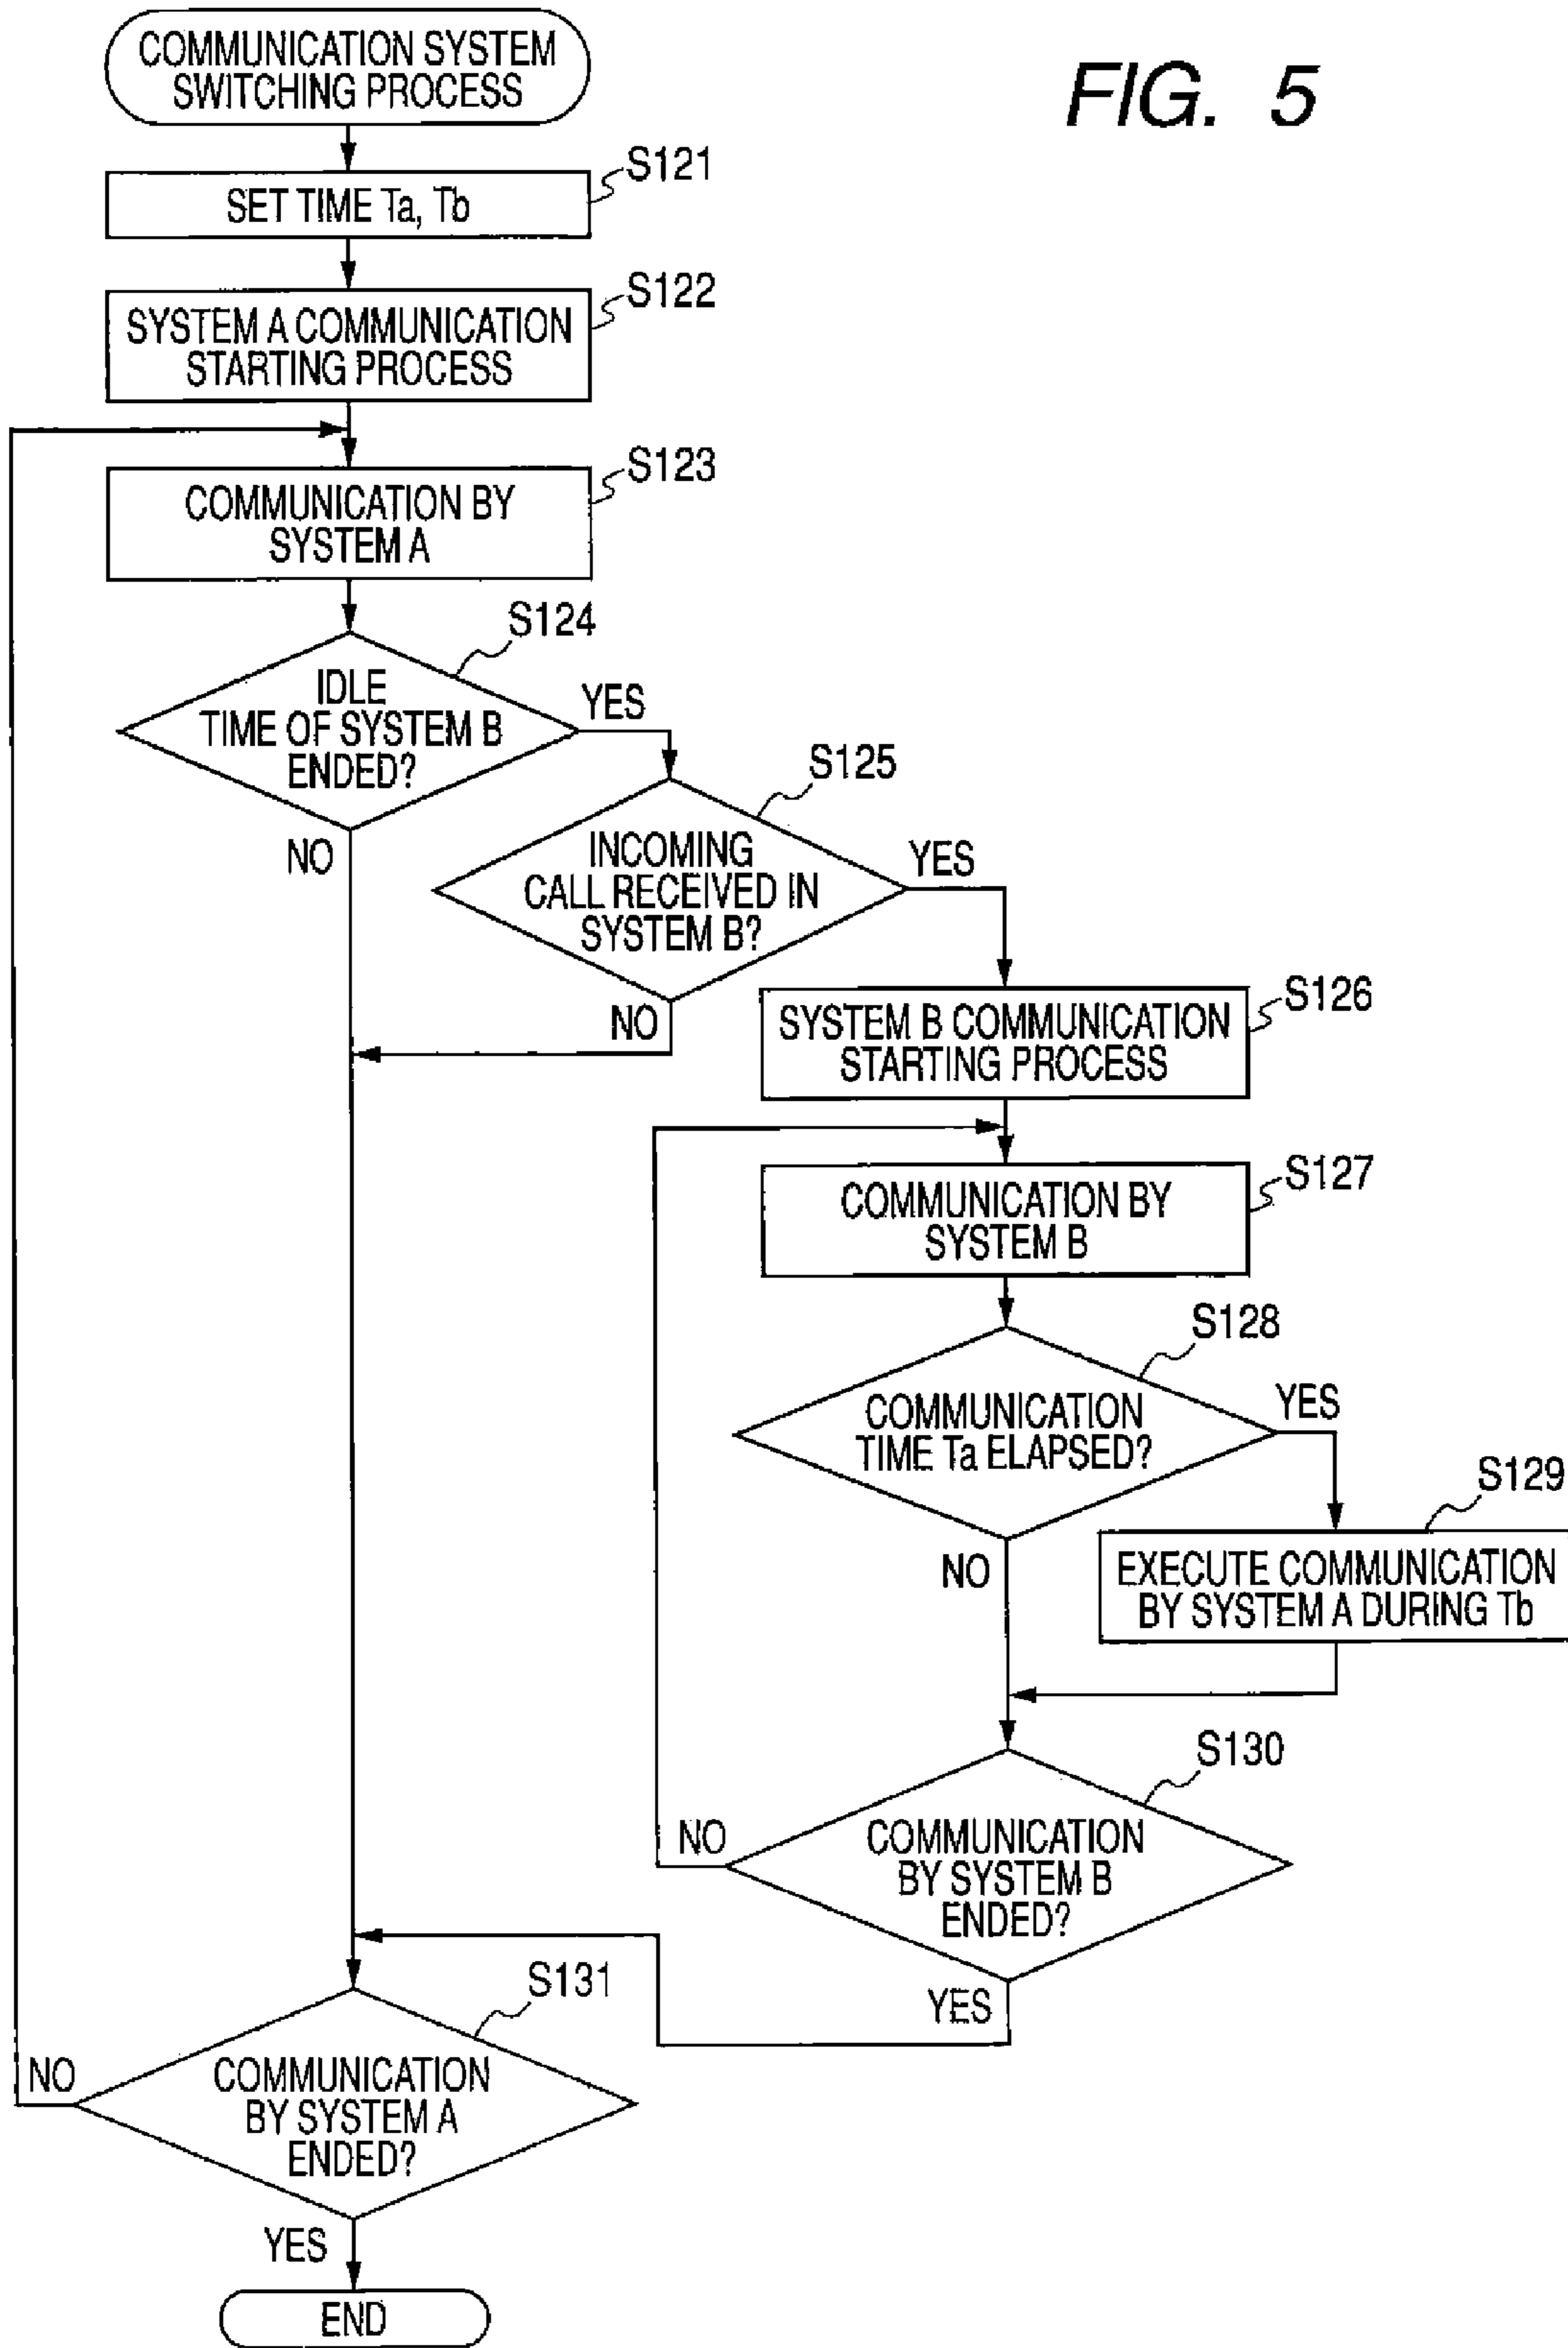 COMMUNICATION SYSTEM
SWITCHING PROCESS
FIG. 5
S121
SET TIME Ta, Tb
S122
SYSTEM A COMMUNICATION
STARTING PROCESS
S123
COMMUNICATION BY
SYSTEM A
S124
IDLE
TIME OF SYSTEM B
ENDED?
YES
NO
S125
INCOMING
CALL RECEIVED IN
SYSTEM B?
YES
NO
S126
SYSTEM B COMMUNICATION
STARTING PROCESS
S127
COMMUNICATION BY
SYSTEM B
S128
COMMUNICATION
TIME Ta ELAPSED?
YES
NO
S129
EXECUTE COMMUNICATION
BY SYSTEM A DURING Tb
S130
COMMUNICATION
BY SYSTEM B
ENDED?
NO
YES
S131
COMMUNICATION
BY SYSTEM A
ENDED?
NO
YES
END